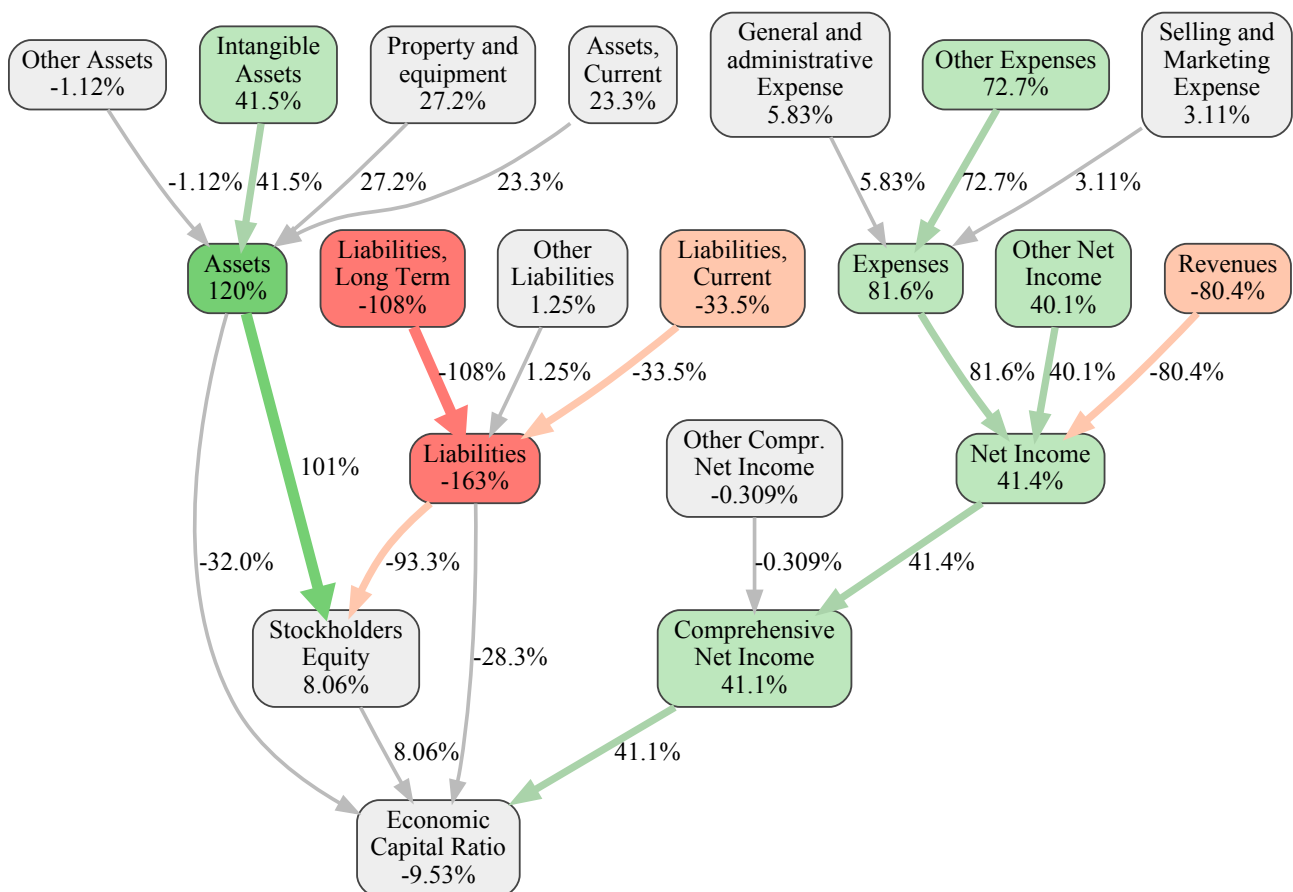 Other Assets
-1.12%
Intangible
Assets
41.5%
Property and
equipment
27.2%
Assets,
Current
23.3%
General and
administrative
Expense
5.83%
Other Expenses
72.7%
Selling and
Marketing
Expense
3.11%
-1.12%
41.5%
27.2%
23.3%
5.83%
72.7%
3.11%
Assets
120%
Liabilities,
Long Term
-108%
Other
Liabilities
1.25%
Liabilities,
Current
-33.5%
Expenses
81.6%
Other Net
Income
40.1%
Revenues
-80.4%
-108%
1.25%
-33.5%
81.6%
40.1%
-80.4%
101%
Liabilities
-163%
Other Compr.
Net Income
-0.309%
Net Income
41.4%
-32.0%
-93.3%
-0.309%
41.4%
Stockholders
Equity
8.06%
-28.3%
Comprehensive
Net Income
41.1%
8.06%
41.1%
Economic
Capital Ratio
-9.53%